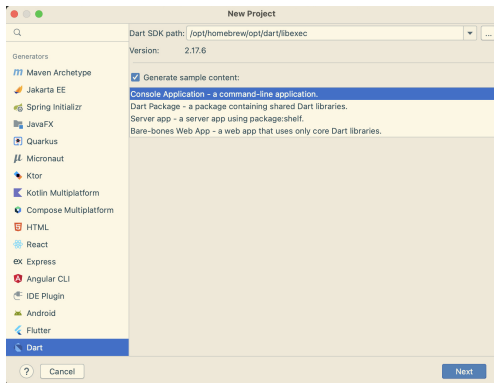 New Project
Dart SDK path: /opt/homebrew/opt/dart/libexec ...
Version: 2.17.6
Generators
Maven Archetype
Jakarta EE
Spring Initializr
JavaFX
Quarkus
Micronaut
Ktor
Kotlin Multiplatform
Compose Multiplatform
HTML
React
ex Express
Angular CLI
IDE Plugin
Android
Flutter
Dart
Generate sample content:
Console Application - a command-line application.
Dart Package - a package containing shared Dart libraries.
Server app - a server app using package:shelf.
Bare-bones Web App - a web app that uses only core Dart libraries.
? Cancel Next